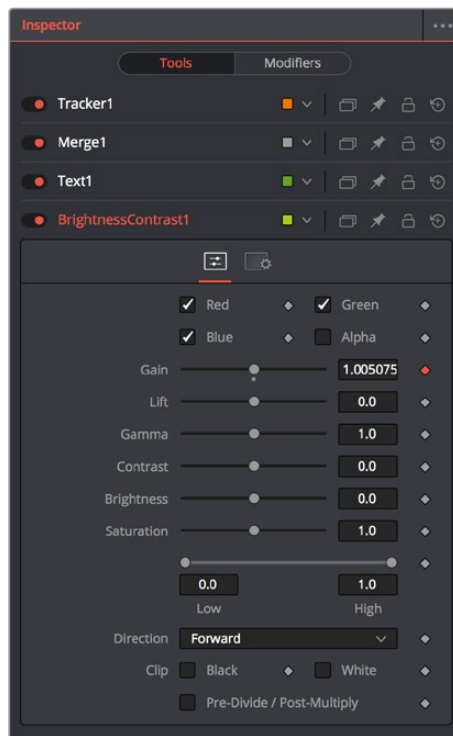 Inspector
Tools Modifiers
Tracker1
Merge1
Text1
BrightnessContrast1
Red Green
Blue Alpha
Gain 1.005075
Lift 0.0
Gamma 1.0
Contrast 0.0
Brightness 0.0
Saturation 1.0
0.0 1.0
Low High
Direction Forward
Clip Black White
Pre-Divide / Post-Multiply